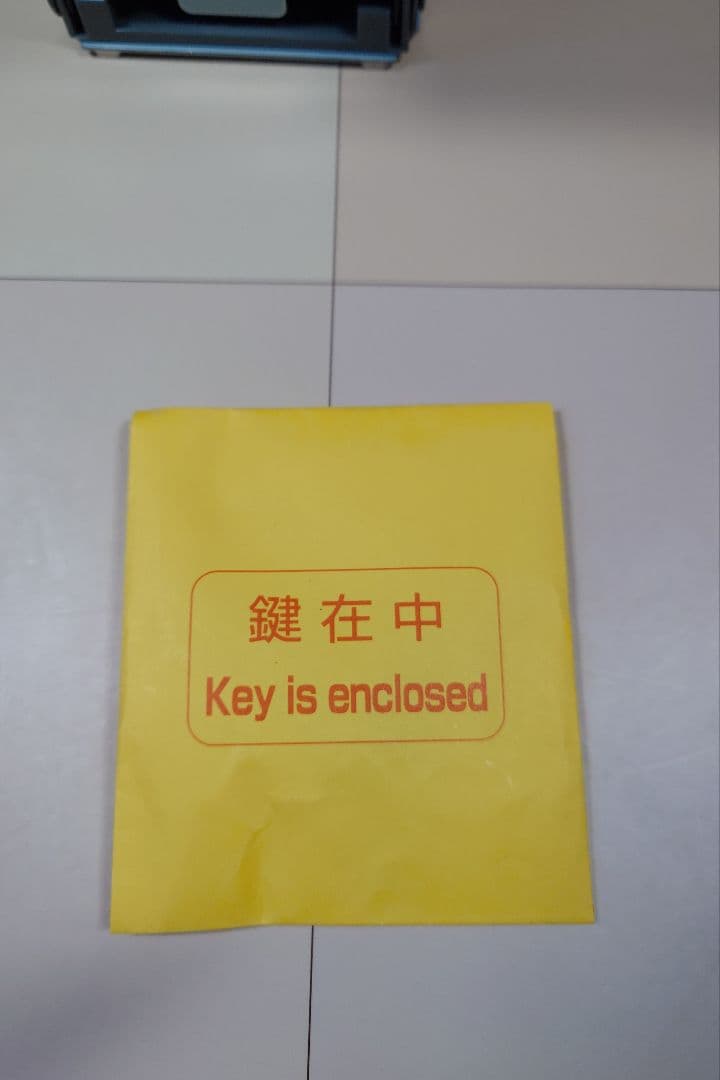 鍵在中
Key is enclosed